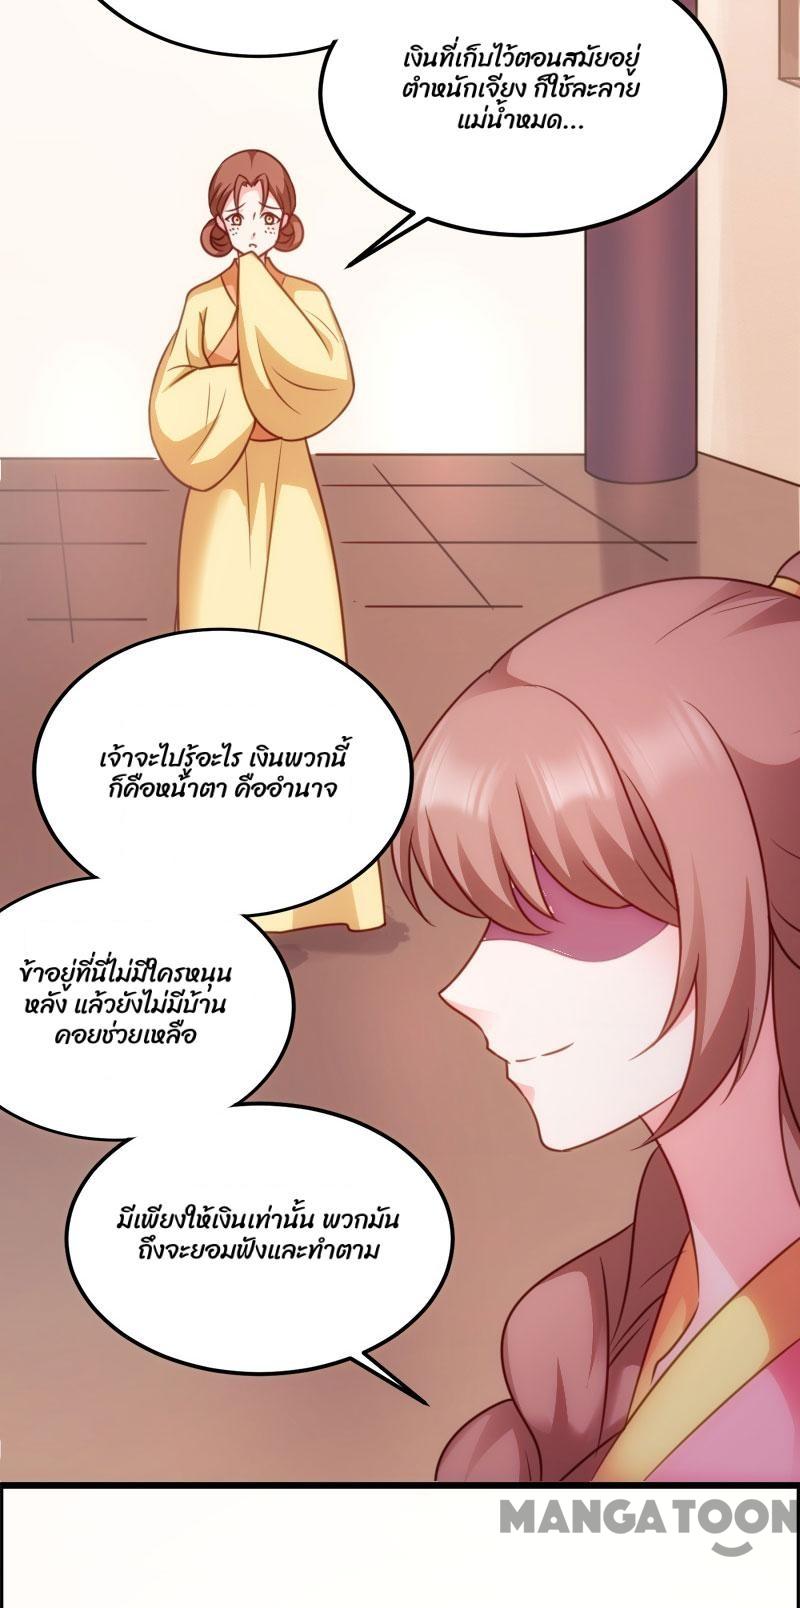 เงินที่เก็บไว้ตอนสมัยอยู่
ตำหนักเจียง ก็ใช้ละลาย
แม่น้ำหมด...
เจ้าจะไปรู้อะไร เงินพวกนี้
ก็คือหน้าตา คืออำนาจ
ข้าอยู่ที่นี่ไม่มีใครหนุน
หลัง แล้วยังไม่มีบ้าน
คอยช่วยเหลือ
มีเพียงให้เงินเท่านั้น พวกมัน
ถึงจะยอมฟังและทำตาม
MANGATOON